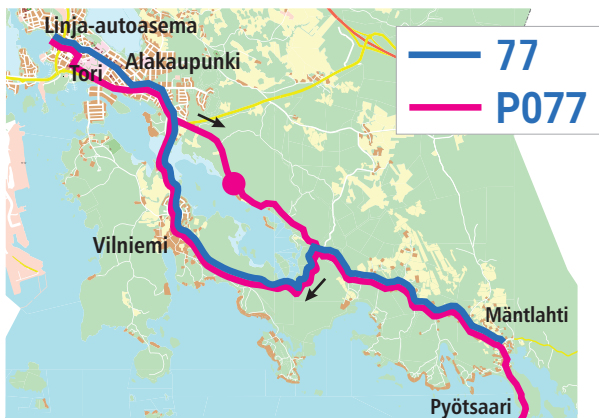 Linja-autoasema
Tori
Alakaupunki
77
P077
Vilniemi
Mäntlahti
Pyötsaari